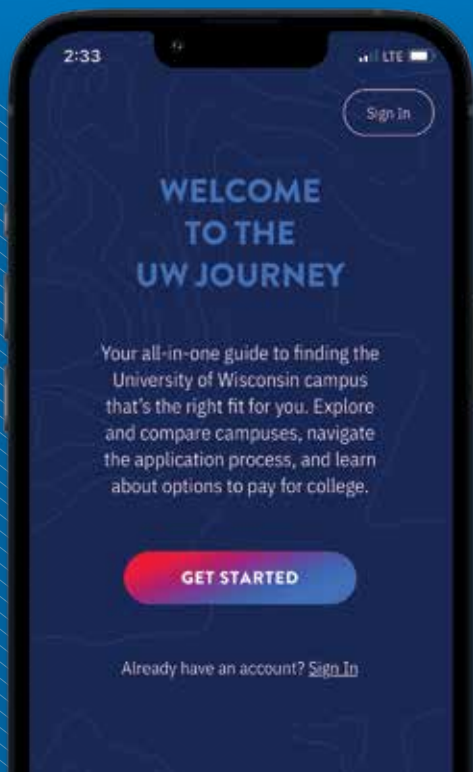 2:33
LTE
Sign In
WELCOME
TO THE
UW JOURNEY
Your all-in-one guide to finding the
University of Wisconsin campus
that's the right fit for you. Explore
and compare campuses, navigate
the application process, and learn
about options to pay for college.
GET STARTED
Already have an account? Sign In